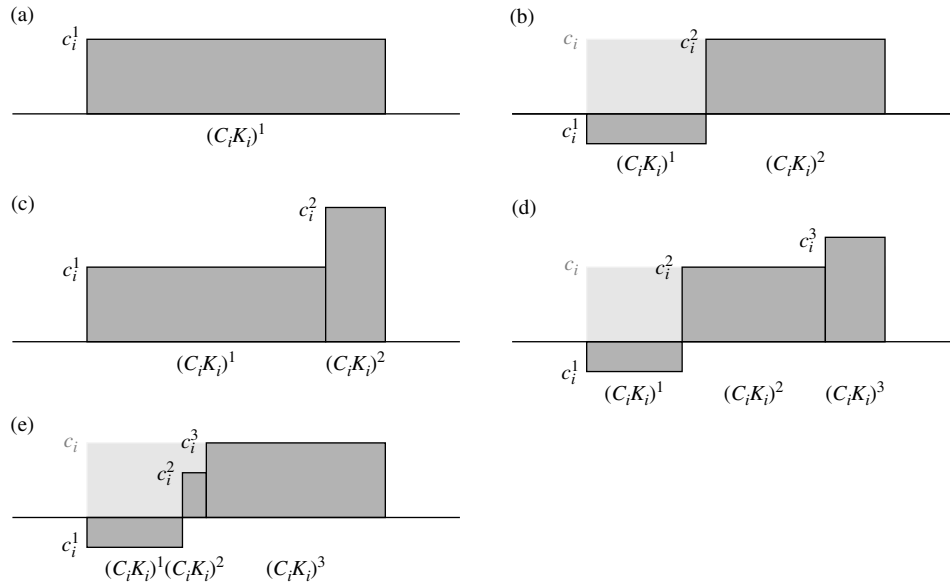 (a)
c_i^1
(C_iK_i)^1
(b)
c_i
c_i^2
c_i^1
(C_iK_i)^1
(C_iK_i)^2
(c)
c_i^2
c_i^1
(C_iK_i)^1
(C_iK_i)^2
(d)
c_i^3
c_i
c_i^2
c_i^1
(C_iK_i)^1
(C_iK_i)^2
(C_iK_i)^3
(e)
c_i
c_i^3
c_i^2
c_i^1
(C_iK_i)^1(C_iK_i)^2
(C_iK_i)^3